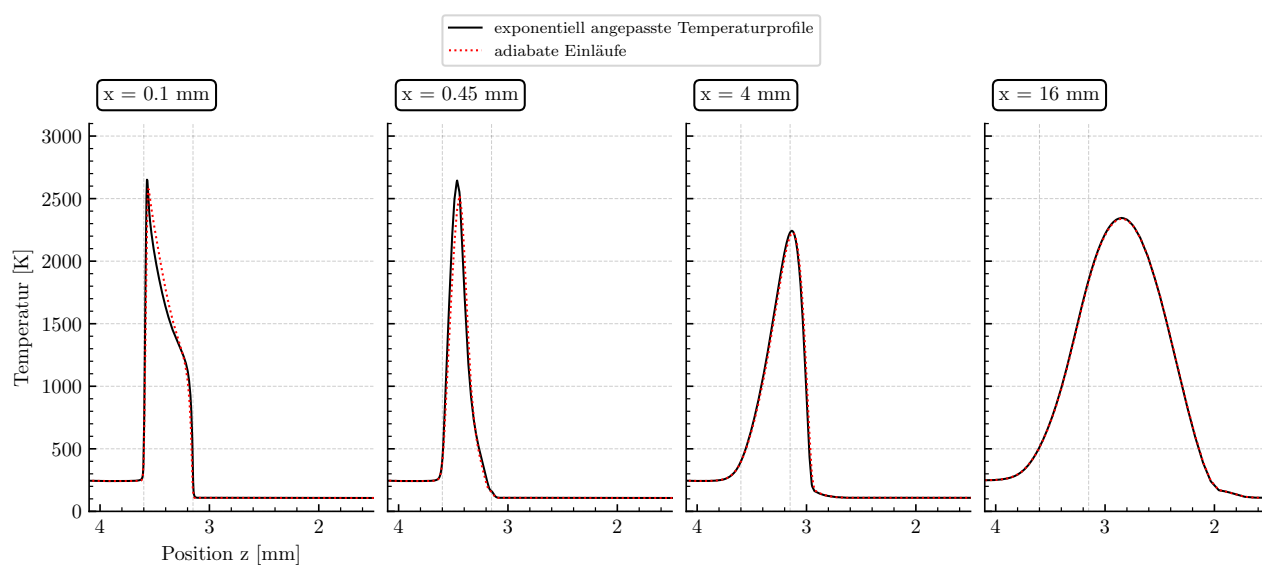 exponentiell angepasste Temperaturprofile
adiabate Einläufe
x = 0.1 mm
x = 0.45 mm
x = 4 mm
x = 16 mm
3000
2500
2000
1500
1000
500
0
Temperatur [K]
4 3 2
4 3 2
4 3 2
4 3 2
Position z [mm]